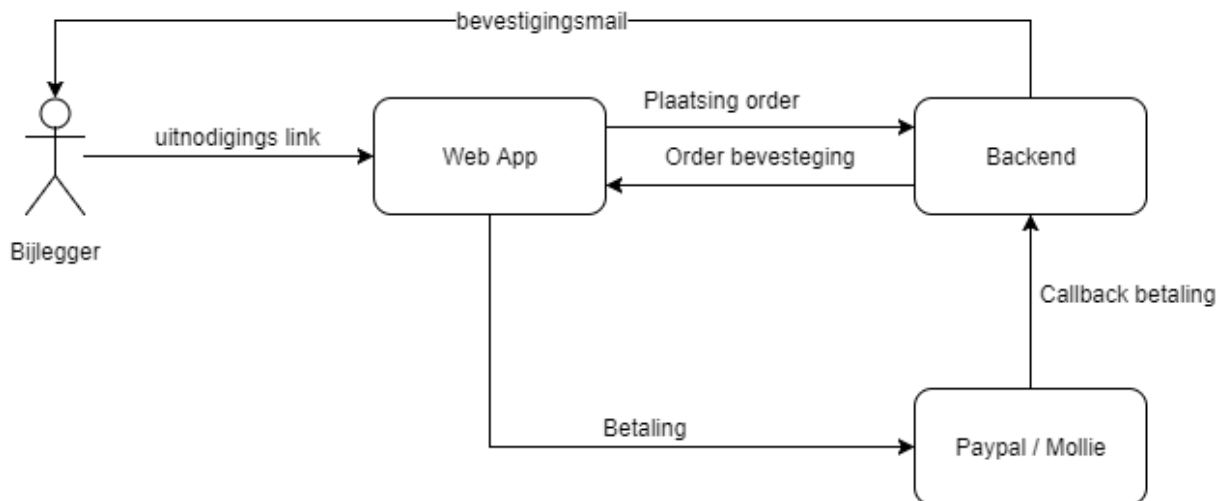 bevestigingsmail
Plaatsing order
uitnodigings link
Web App
Order bevesteging
Backend
Bijlegger
Callback betaling
Betaling
Paypal / Mollie